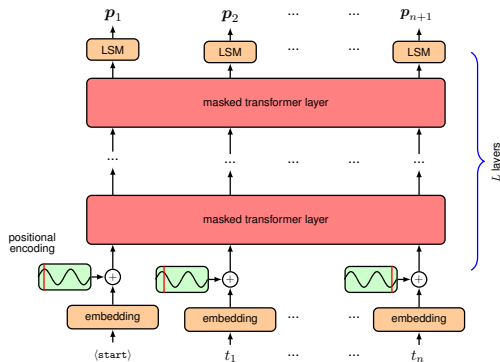 p₁ p₂ ... ... pₙ₊₁
LSM LSM ... ... LSM
masked transformer layer
... ... ... ... ...
L layers
masked transformer layer
positional
encoding
+ + +
embedding embedding ... ... embedding
⟨start⟩ t₁ ... ... tₙ